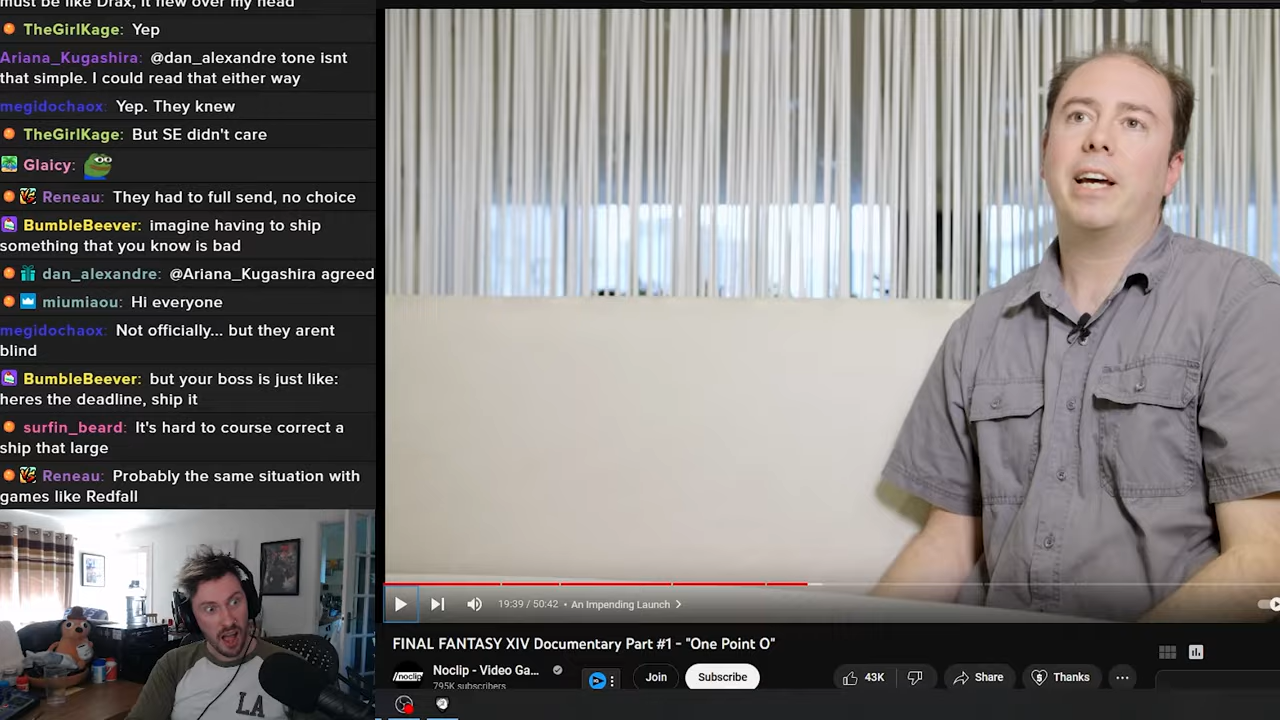 must be like Drax, it flew over my head
TheGirlKage: Yep
Ariana_Kugashira: @dan_alexandre tone isnt
that simple. I could read that either way
megidochaox: Yep. They knew
TheGirlKage: But SE didn't care
Glaicy:
Reneau: They had to full send, no choice
BumbleBeever: imagine having to ship
something that you know is bad
dan_alexandre: @Ariana_Kugashira agreed
miumiaou: Hi everyone
megidochaox: Not officially... but they arent
blind
BumbleBeever: but your boss is just like:
heres the deadline, ship it
surfin_beard: It's hard to course correct a
ship that large
Reneau: Probably the same situation with
games like Redfall
LA
19:39 / 50:42 • An Impending Launch
FINAL FANTASY XIV Documentary Part #1 - "One Point O"
noclip
Noclip - Video Ga...
795K subscribers
Join
Subscribe
43K
Share
Thanks